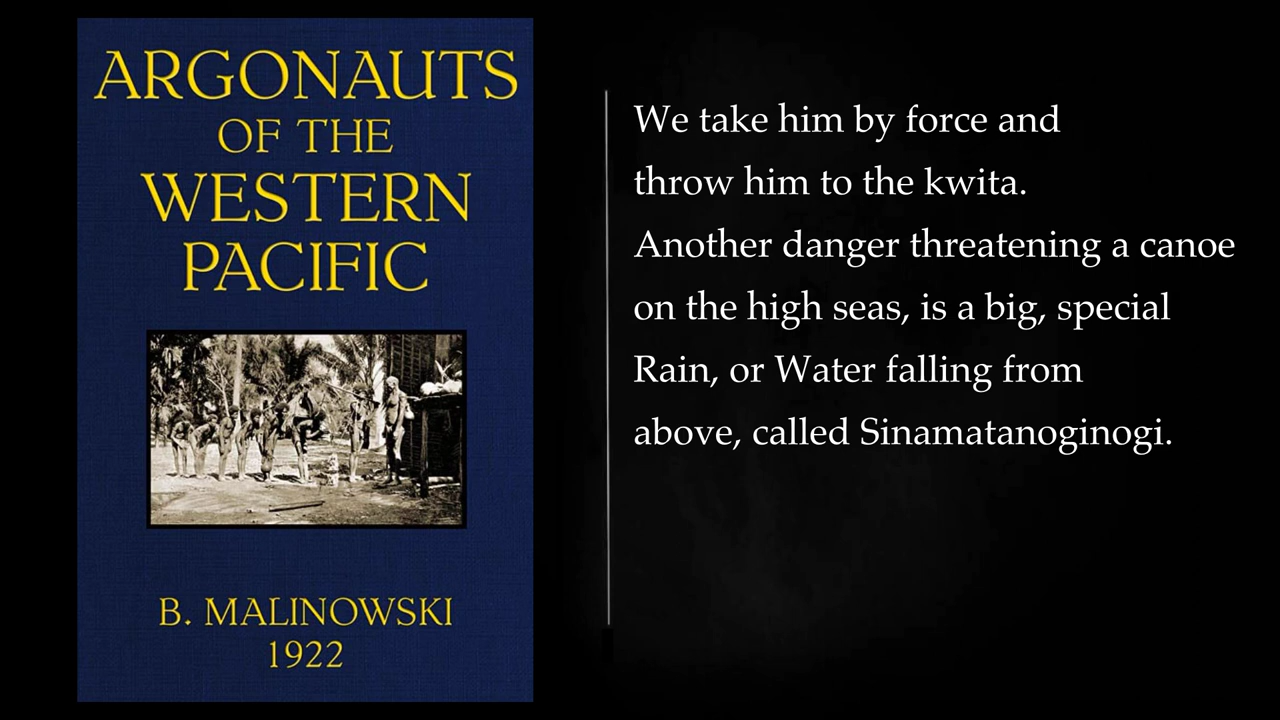 ARGONAUTS
OF THE
WESTERN
PACIFIC
B. MALINOWSKI
1922
We take him by force and
throw him to the kwita.
Another danger threatening a canoe
on the high seas, is a big, special
Rain, or Water falling from
above, called Sinamatanoginogi.